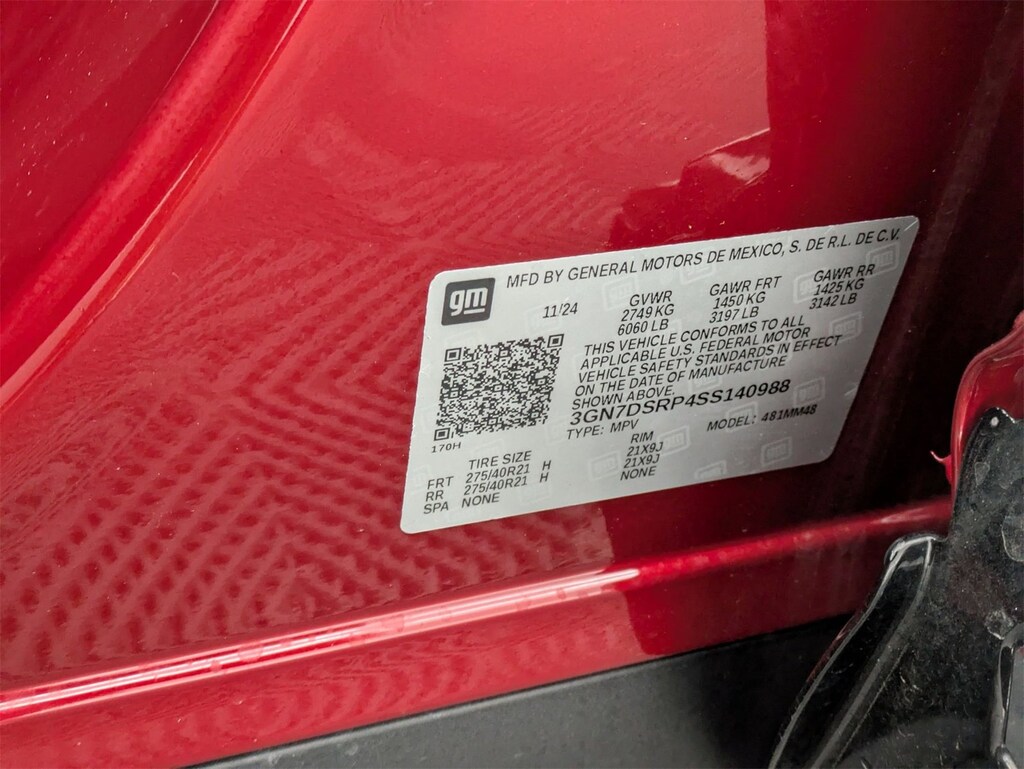 gm
MFD BY GENERAL MOTORS DE MEXICO, S. DE R.L. DE C.V.
11/24 GVWR GAWR FRT GAWR RR
2749 KG 1450 KG 1425 KG
6060 LB 3197 LB 3142 LB
THIS VEHICLE CONFORMS TO ALL
APPLICABLE U.S. FEDERAL MOTOR
VEHICLE SAFETY STANDARDS IN EFFECT
ON THE DATE OF MANUFACTURE
SHOWN ABOVE.
3GN7DSRP4SS140988
TYPE: MPV MODEL: 481MM48
170H
TIRE SIZE RIM
FRT 275/40R21 H 21X9J
RR 275/40R21 H 21X9J
SPA NONE NONE